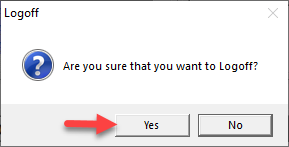 Logoff
Are you sure that you want to Logoff?
Yes
No